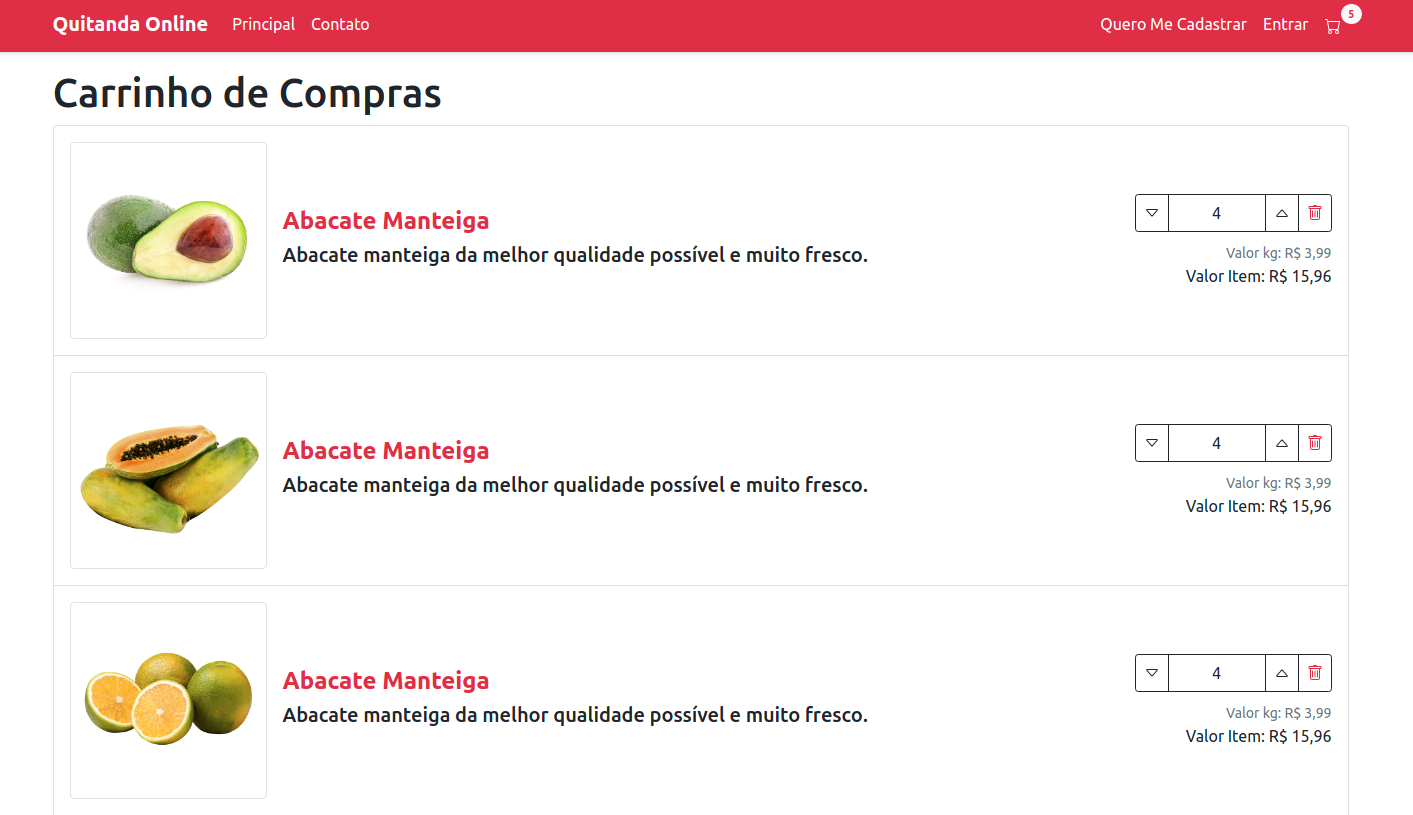 Quitanda Online Principal Contato Quero Me Cadastrar Entrar 5
Carrinho de Compras
Abacate Manteiga
Abacate manteiga da melhor qualidade possível e muito fresco.
4
Valor kg: R$ 3,99
Valor Item: R$ 15,96
Abacate Manteiga
Abacate manteiga da melhor qualidade possível e muito fresco.
4
Valor kg: R$ 3,99
Valor Item: R$ 15,96
Abacate Manteiga
Abacate manteiga da melhor qualidade possível e muito fresco.
4
Valor kg: R$ 3,99
Valor Item: R$ 15,96